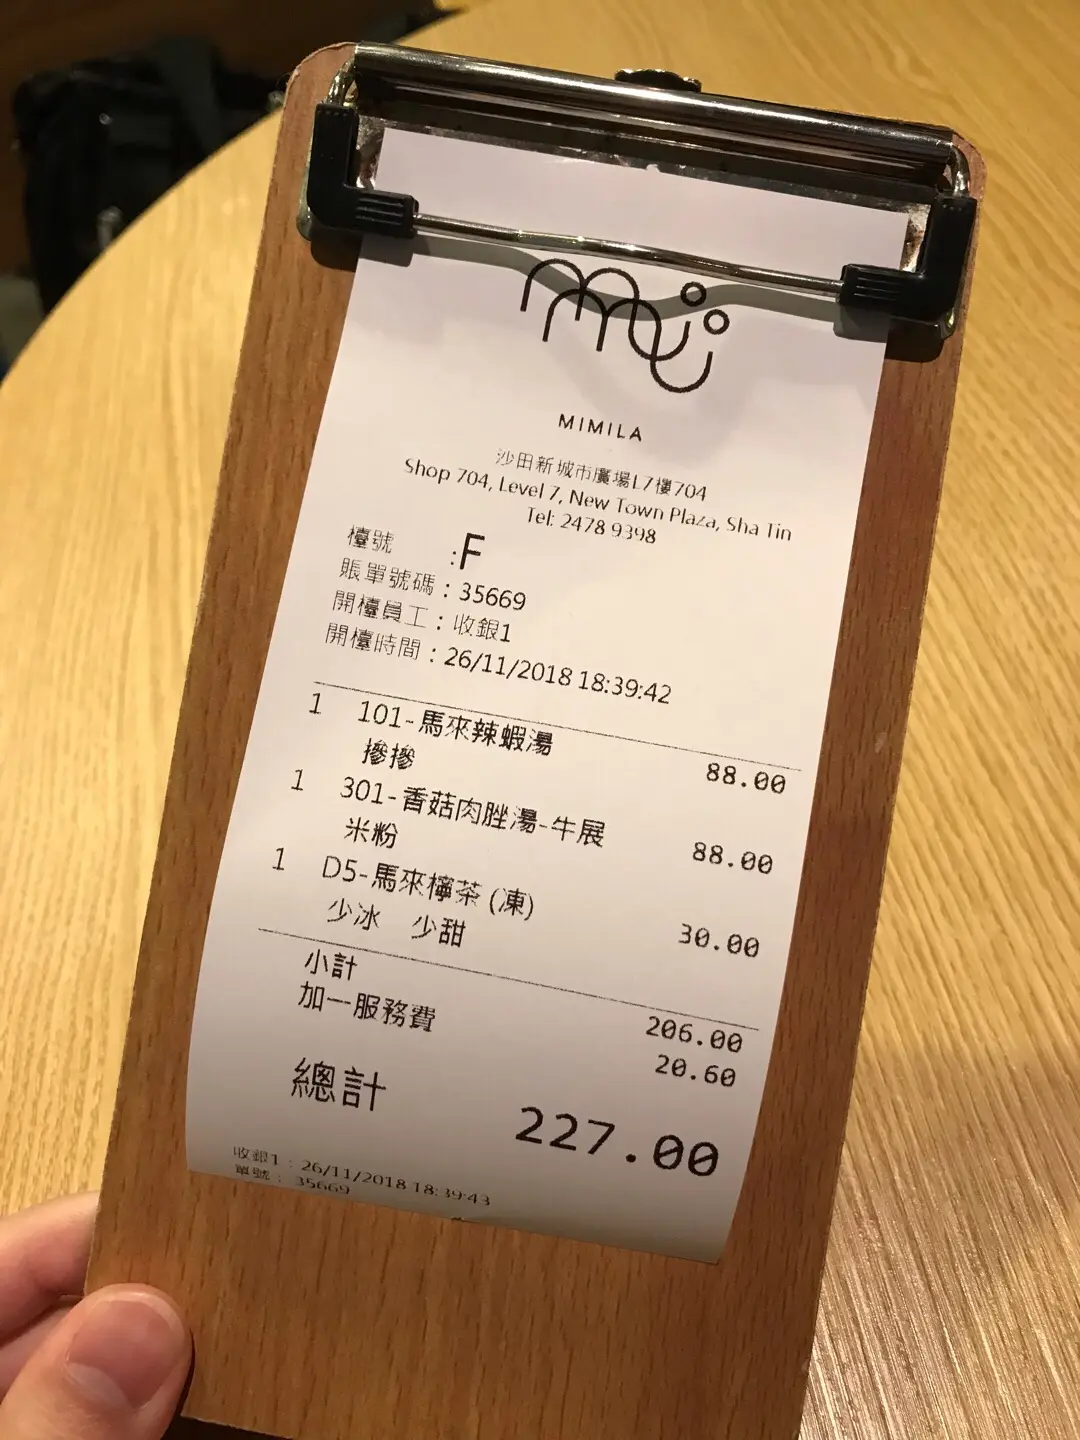 MIMILA
沙田新城市廣場L7樓704
Shop 704, Level 7, New Town Plaza, Sha Tin
Tel: 2478 9398
檯號 :F
賬單號碼:35669
開檯員工:收銀1
開檯時間:26/11/2018 18:39:42
1 101-馬來辣蝦湯 88.00
摻摻
1 301-香菇肉脞湯-牛展 88.00
米粉
1 D5-馬來檸茶 (凍) 30.00
少冰 少甜
小計 206.00
加一服務費 20.60
總計 227.00
收銀1 : 26/11/2018 18:39:43
單號 : 35669